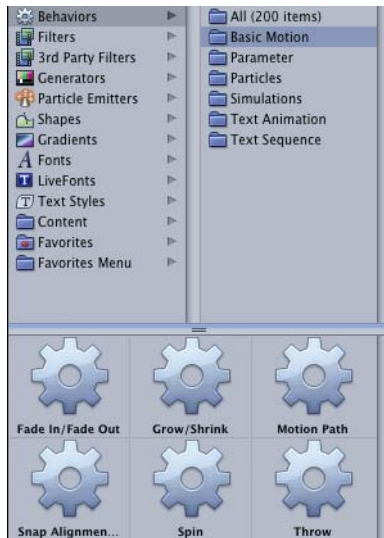 Behaviors
Filters
3rd Party Filters
Generators
Particle Emitters
Shapes
Gradients
Fonts
LiveFonts
Text Styles
Content
Favorites
Favorites Menu
All (200 items)
Basic Motion
Parameter
Particles
Simulations
Text Animation
Text Sequence
Fade In/Fade Out
Grow/Shrink
Motion Path
Snap Alignmen...
Spin
Throw